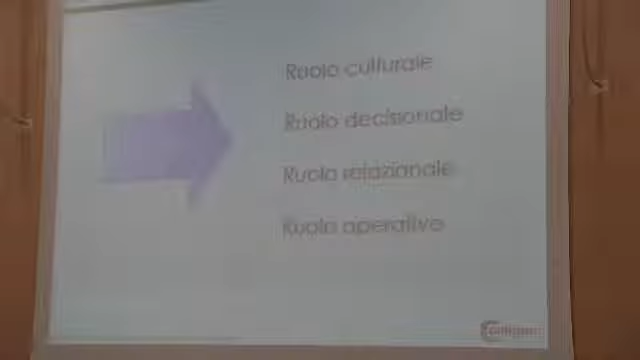 Ruolo culturale
Ruolo decisionale
Ruolo relazionale
Ruolo operativo